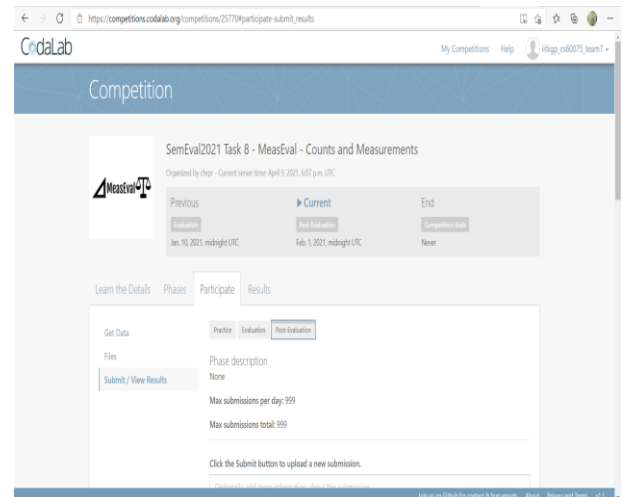 https://competitions.codalab.org/competitions/25770#participate-submit_results
CodaLab
My Competitions Help iitkgp_cs60075_team7
Competition
SemEval2021 Task 8 - MeasEval - Counts and Measurements
Organized by chrpr - Current server time: April 9, 2021, 6:07 p.m. UTC
MeasEval
Previous ▶ Current End
Evaluation Post-Evaluation Competition Ends
Jan. 10, 2021, midnight UTC Feb. 1, 2021, midnight UTC Never
Learn the Details Phases Participate Results
Get Data
Files
Submit / View Results
Practice Evaluation Post-Evaluation
Phase description
None
Max submissions per day: 999
Max submissions total: 999
Click the Submit button to upload a new submission.
Optionally add more information about this submission
Join us on Github for contact & bug reports About Privacy and Terms v1.5